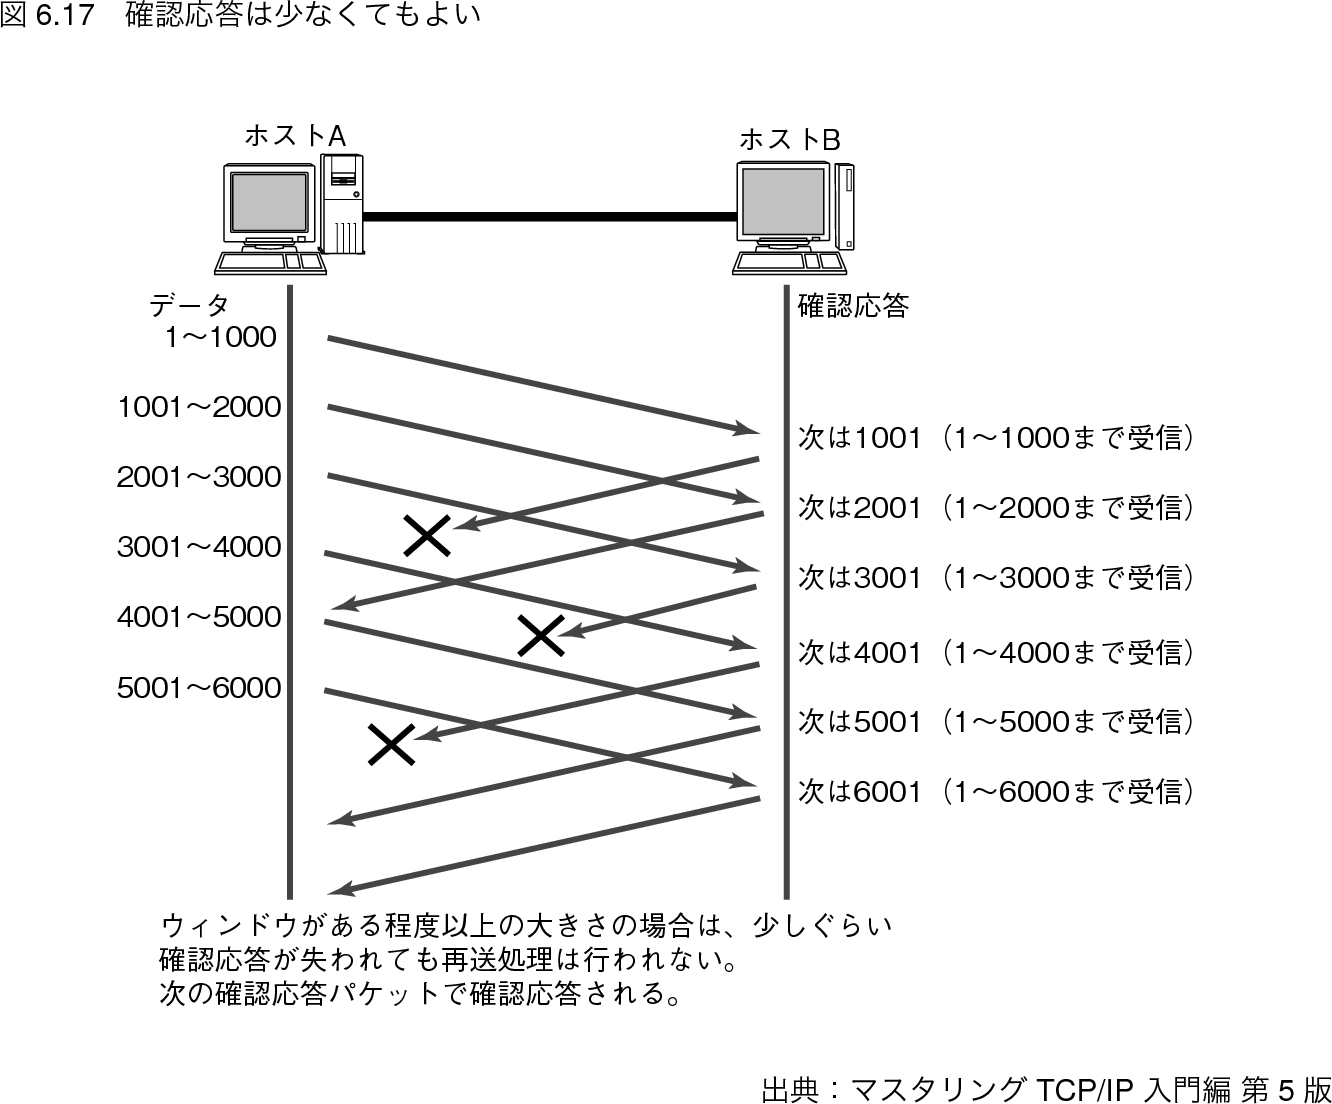 図 6.17　確認応答は少なくてもよい
ホストA
ホストB
データ
確認応答
1～1000
1001～2000
2001～3000
3001～4000
4001～5000
5001～6000
次は1001（1～1000まで受信）
次は2001（1～2000まで受信）
次は3001（1～3000まで受信）
次は4001（1～4000まで受信）
次は5001（1～5000まで受信）
次は6001（1～6000まで受信）
ウィンドウがある程度以上の大きさの場合は、少しぐらい
確認応答が失われても再送処理は行われない。
次の確認応答パケットで確認応答される。
出典：マスタリング TCP/IP 入門編 第 5 版